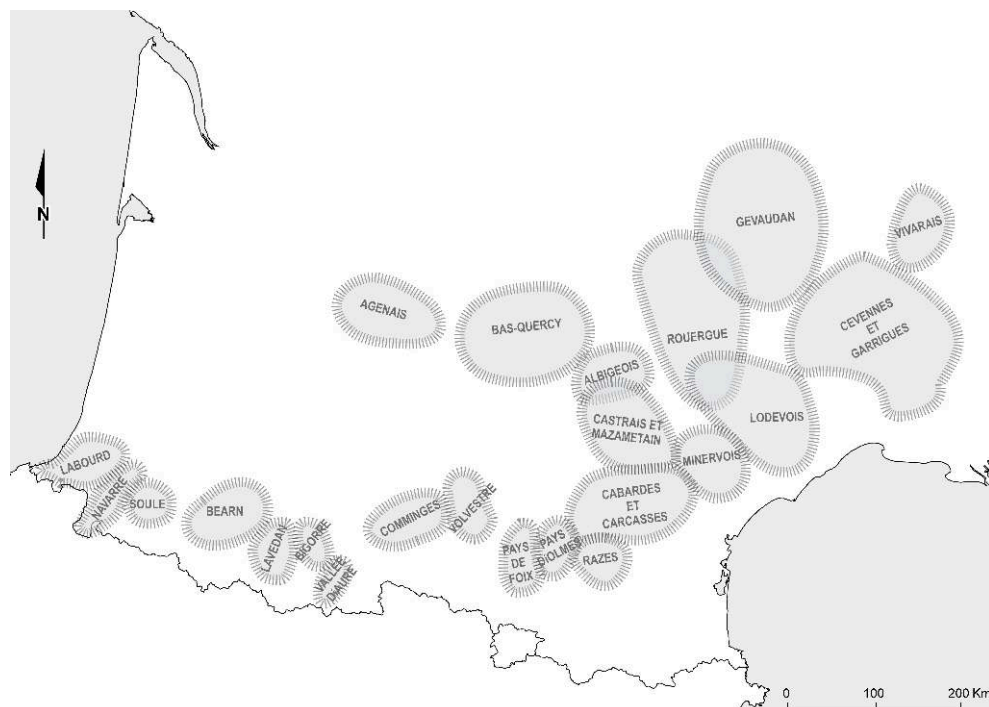 N
GEVAUDAN
VIVARAIS
AGENAIS
BAS-QUERCY
ROUERGUE
CEVENNES
ET
GARRIGUES
ALBIGEOIS
CASTRAIS ET
MAZAMETAIN
LODEVOIS
LABOURD
NAVARRE
SOULE
BEARN
LAVEDAN
BIGORRE
VALLEE
D'AURE
COMMINGES
VOLVESTRE
MINERVOIS
CABARDES
ET
CARCASSES
PAYS
DE
FOIX
PAYS
D'OLMES
RAZES
0 100 200 Km